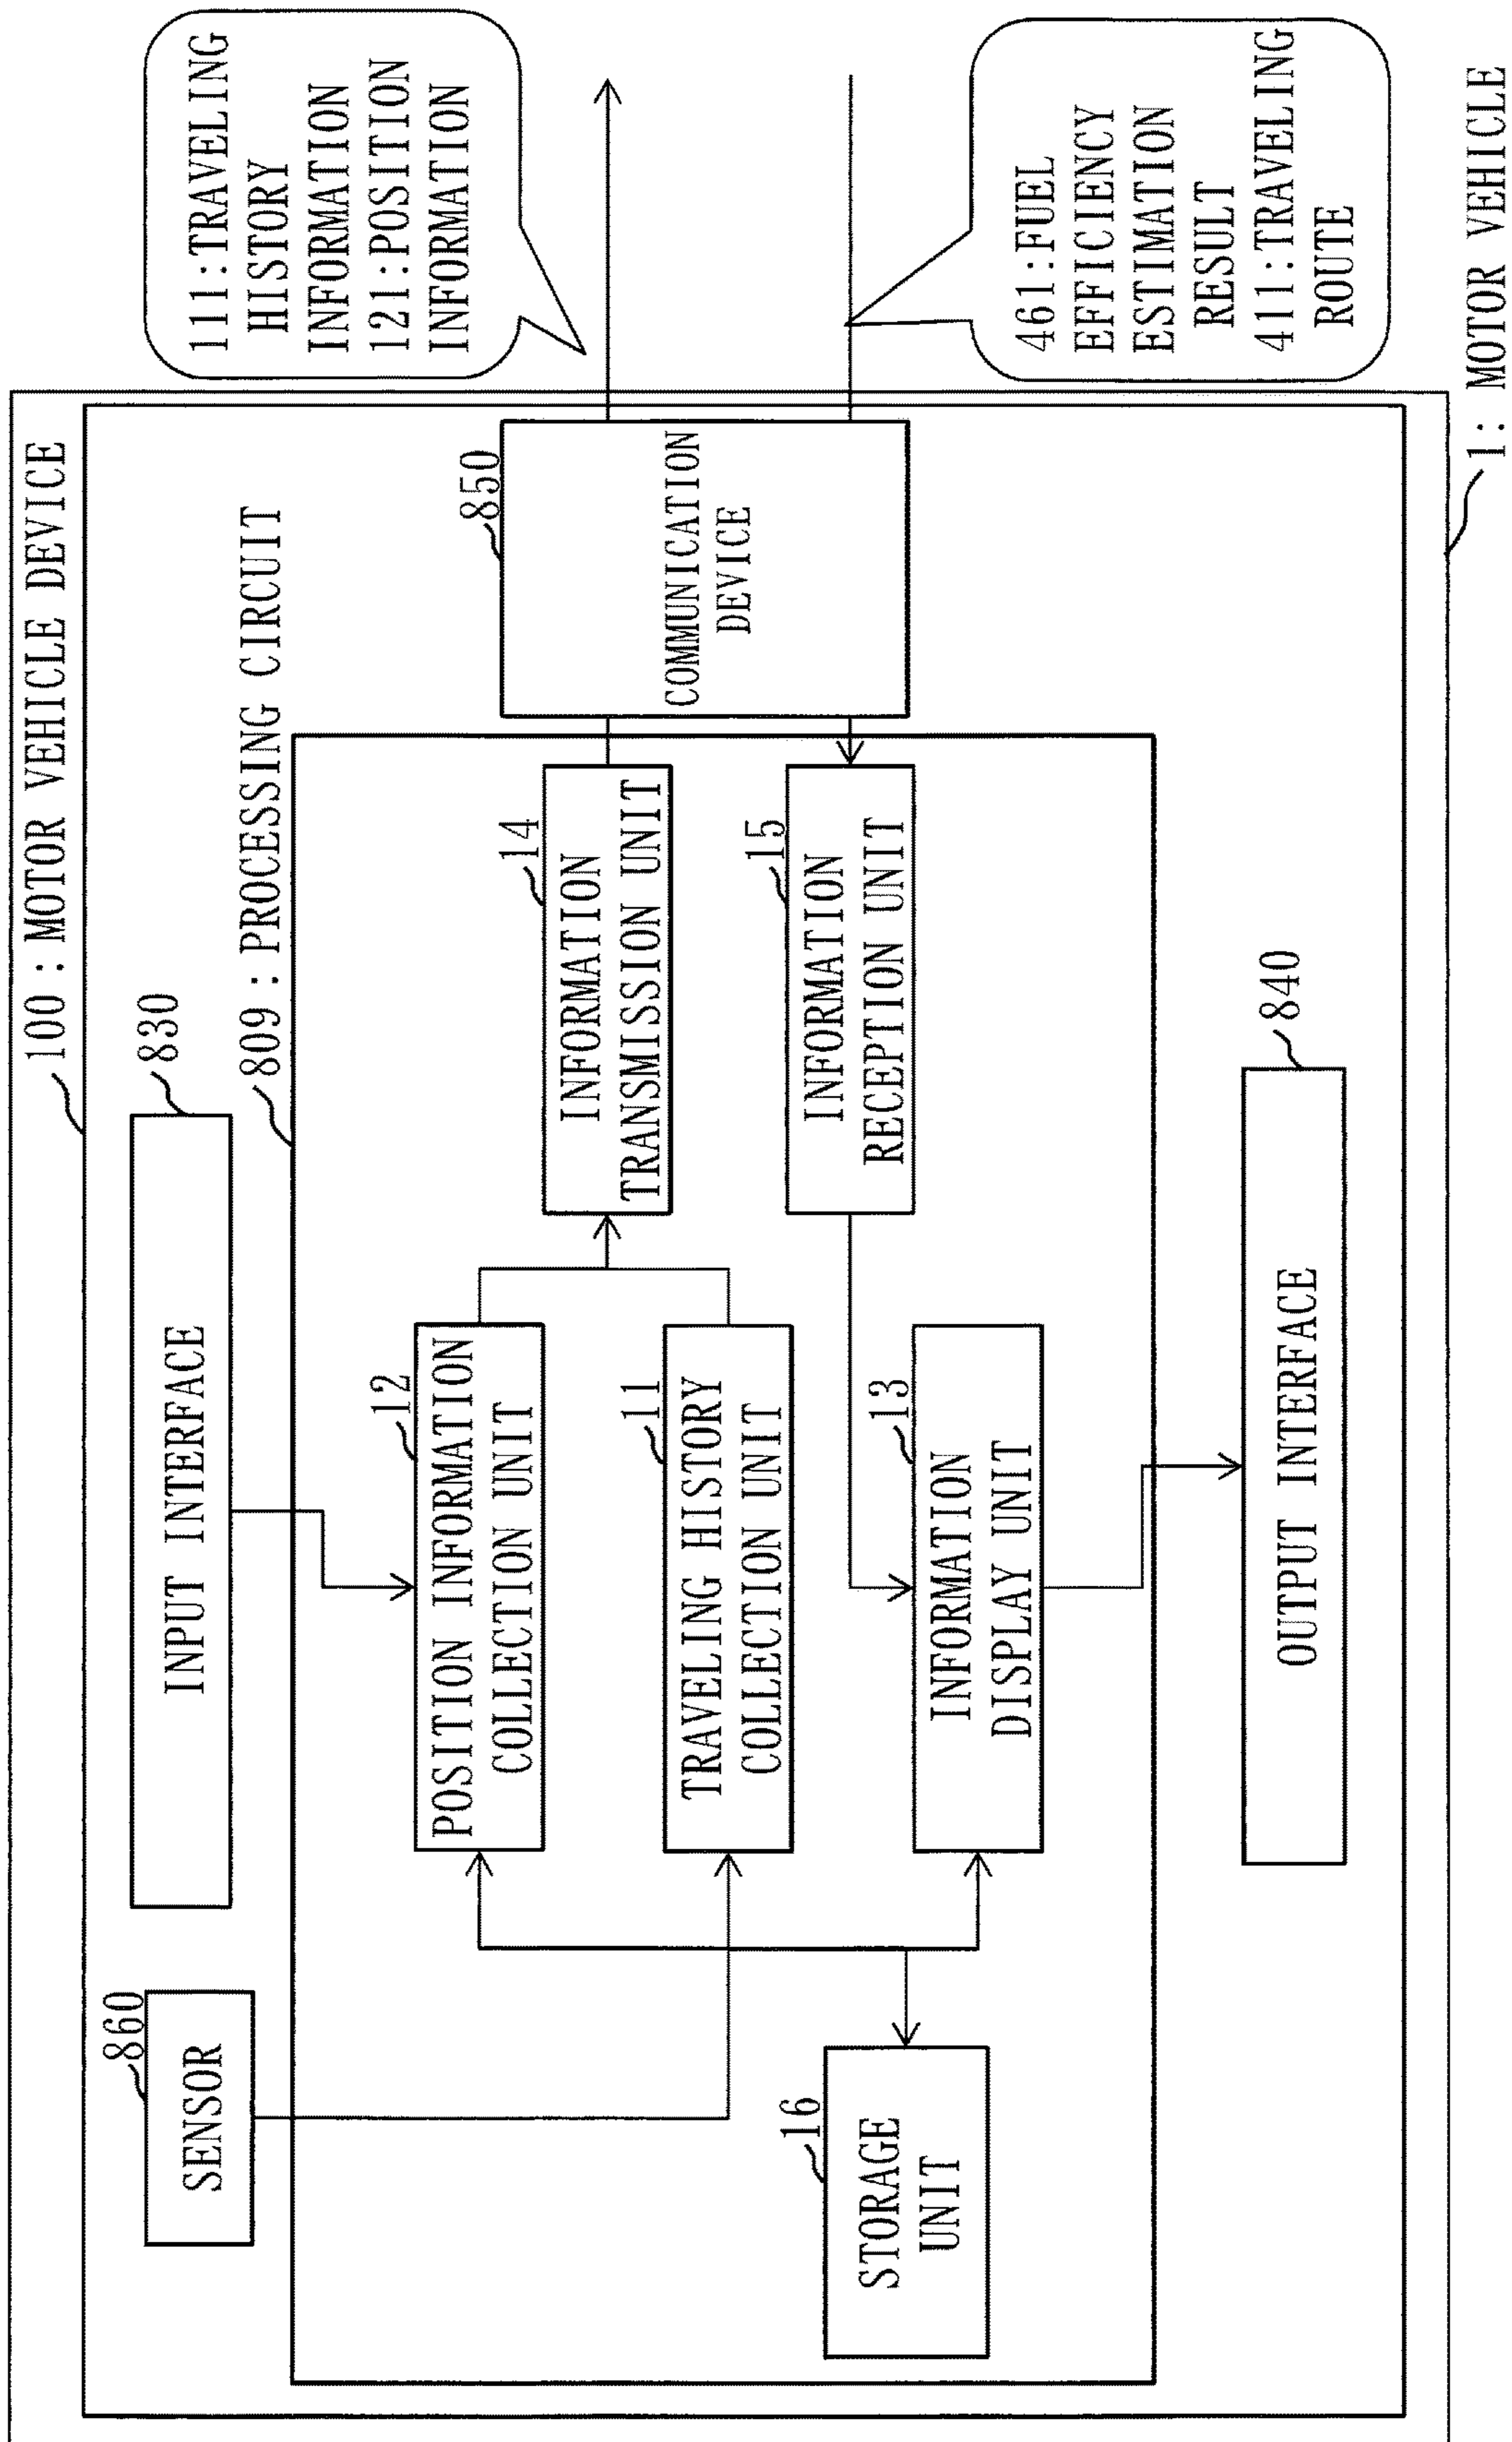 100:MOTOR VEHICLE DEVICE
860
SENSOR
INPUT INTERFACE
830
809:PROCESSING CIRCUIT
12
POSITION INFORMATION
COLLECTION UNIT
11
TRAVELING HISTORY
COLLECTION UNIT
13
INFORMATION
DISPLAY UNIT
16
STORAGE
UNIT
14
INFORMATION
TRANSMISSION UNIT
15
INFORMATION
RECEPTION UNIT
850
COMMUNICATION
DEVICE
OUTPUT INTERFACE
840
111:TRAVELING
HISTORY
INFORMATION
121:POSITION
INFORMATION
461:FUEL
EFFICIENCY
ESTIMATION
RESULT
411:TRAVELING
ROUTE
1: MOTOR VEHICLE